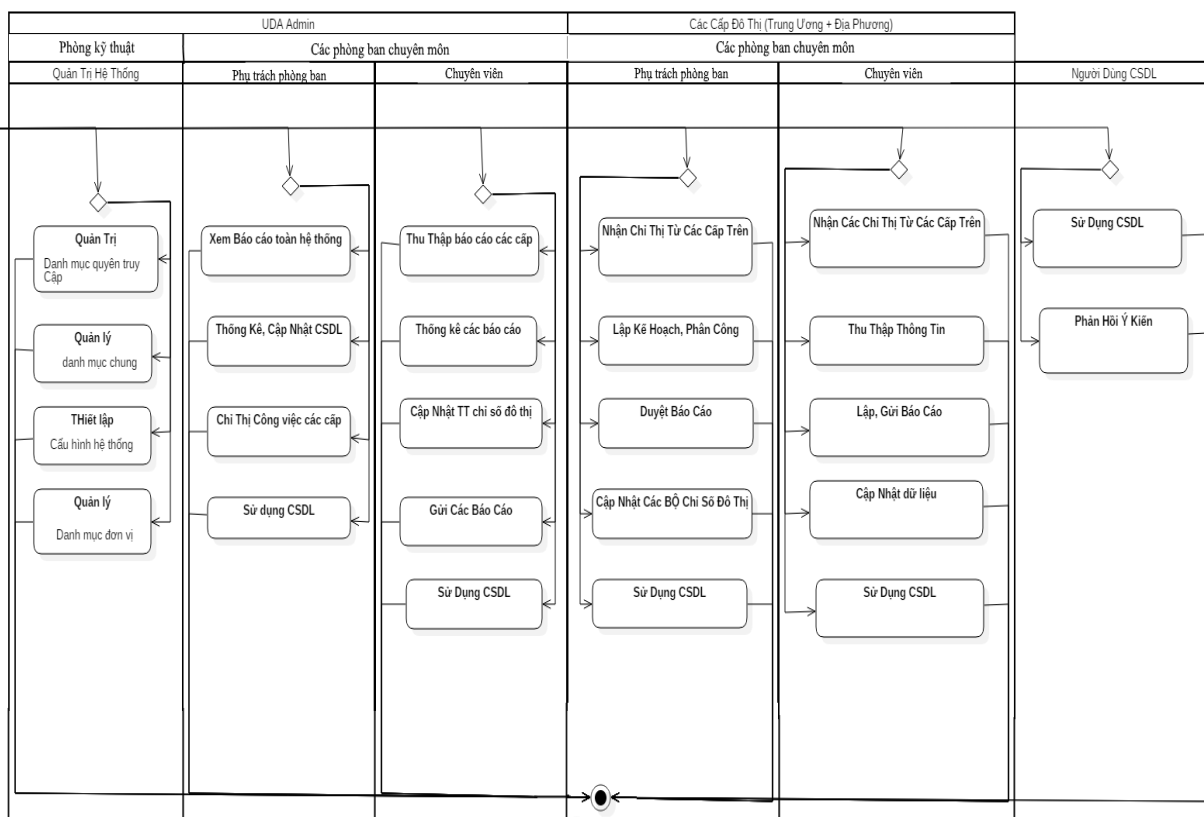 UDA Admin
Các Cấp Đô Thị (Trung Ương + Địa Phương)
Phòng kỹ thuật
Các phòng ban chuyên môn
Các phòng ban chuyên môn
Quản Trị Hệ Thống
Phụ trách phòng ban
Chuyên viên
Phụ trách phòng ban
Chuyên viên
Người Dùng CSDL
Quản Trị
Danh mục quyên truy
Cập
Quản lý
danh mục chung
THiết lập
Cấu hình hệ thống
Quản lý
Danh mục đơn vị
Xem Báo cáo toàn hệ thống
Thống Kê, Cập Nhật CSDL
Chỉ Thị Công việc các cấp
Sử dụng CSDL
Thu Thập báo cáo các cấp
Thống kê các báo cáo
Cập Nhật TT chỉ số đô thị
Gửi Các Báo Cáo
Sử Dụng CSDL
Nhận Chỉ Thị Từ Các Cấp Trên
Lập Kế Hoạch, Phân Công
Duyệt Báo Cáo
Cập Nhật Các BỘ Chỉ Số Đô Thị
Sử Dụng CSDL
Nhận Các Chỉ Thị Từ Các Cấp Trên
Thu Thập Thông Tin
Lập, Gửi Báo Cáo
Cập Nhật dữ liệu
Sử Dụng CSDL
Sử Dụng CSDL
Phản Hồi Ý Kiến